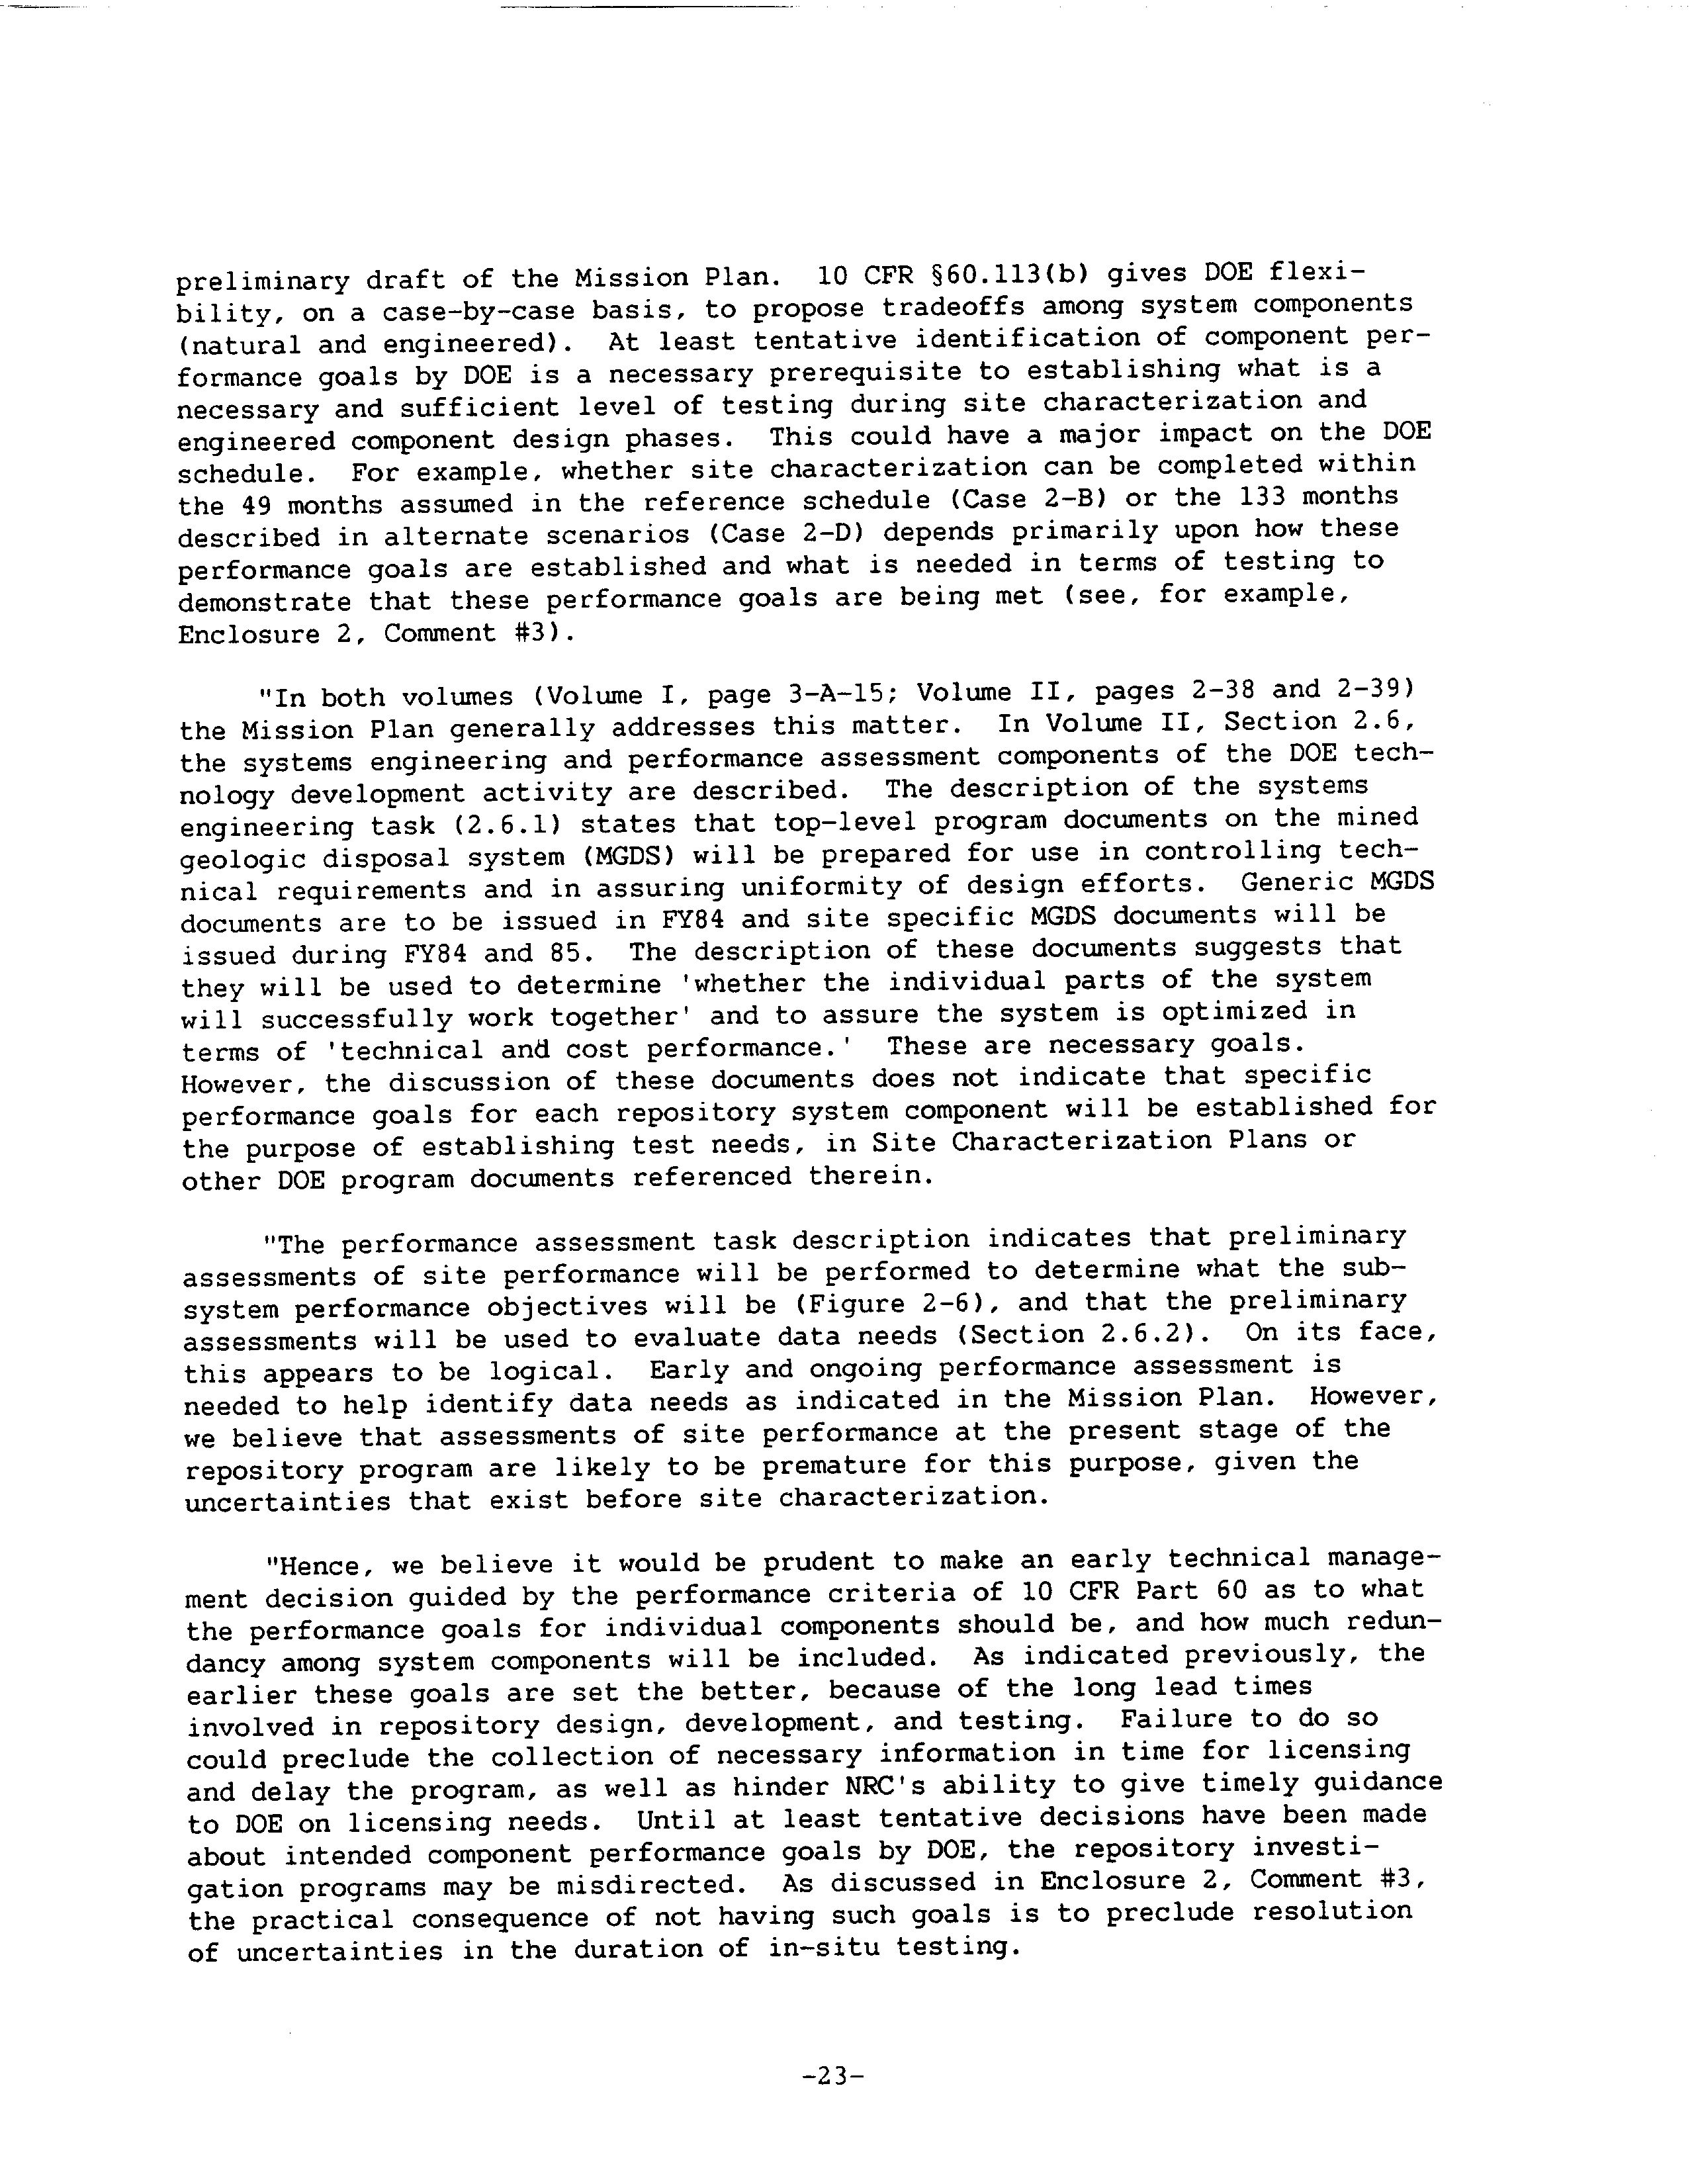 preliminary draft of the Mission Plan.  10 CFR §60.113(b) gives DOE flexi-
bility, on a case-by-case basis, to propose tradeoffs among system components
(natural and engineered).  At least tentative identification of component per-
formance goals by DOE is a necessary prerequisite to establishing what is a
necessary and sufficient level of testing during site characterization and
engineered component design phases.  This could have a major impact on the DOE
schedule.  For example, whether site characterization can be completed within
the 49 months assumed in the reference schedule (Case 2-B) or the 133 months
described in alternate scenarios (Case 2-D) depends primarily upon how these
performance goals are established and what is needed in terms of testing to
demonstrate that these performance goals are being met (see, for example,
Enclosure 2, Comment #3).
"In both volumes (Volume I, page 3-A-15; Volume II, pages 2-38 and 2-39)
the Mission Plan generally addresses this matter.  In Volume II, Section 2.6,
the systems engineering and performance assessment components of the DOE tech-
nology development activity are described.  The description of the systems
engineering task (2.6.1) states that top-level program documents on the mined
geologic disposal system (MGDS) will be prepared for use in controlling tech-
nical requirements and in assuring uniformity of design efforts.  Generic MGDS
documents are to be issued in FY84 and site specific MGDS documents will be
issued during FY84 and 85.  The description of these documents suggests that
they will be used to determine 'whether the individual parts of the system
will successfully work together' and to assure the system is optimized in
terms of 'technical and cost performance.'  These are necessary goals.
However, the discussion of these documents does not indicate that specific
performance goals for each repository system component will be established for
the purpose of establishing test needs, in Site Characterization Plans or
other DOE program documents referenced therein.
"The performance assessment task description indicates that preliminary
assessments of site performance will be performed to determine what the sub-
system performance objectives will be (Figure 2-6), and that the preliminary
assessments will be used to evaluate data needs (Section 2.6.2).  On its face,
this appears to be logical.  Early and ongoing performance assessment is
needed to help identify data needs as indicated in the Mission Plan.  However,
we believe that assessments of site performance at the present stage of the
repository program are likely to be premature for this purpose, given the
uncertainties that exist before site characterization.
"Hence, we believe it would be prudent to make an early technical manage-
ment decision guided by the performance criteria of 10 CFR Part 60 as to what
the performance goals for individual components should be, and how much redun-
dancy among system components will be included.  As indicated previously, the
earlier these goals are set the better, because of the long lead times
involved in repository design, development, and testing.  Failure to do so
could preclude the collection of necessary information in time for licensing
and delay the program, as well as hinder NRC's ability to give timely guidance
to DOE on licensing needs.  Until at least tentative decisions have been made
about intended component performance goals by DOE, the repository investi-
gation programs may be misdirected.  As discussed in Enclosure 2, Comment #3,
the practical consequence of not having such goals is to preclude resolution
of uncertainties in the duration of in-situ testing.
-23-